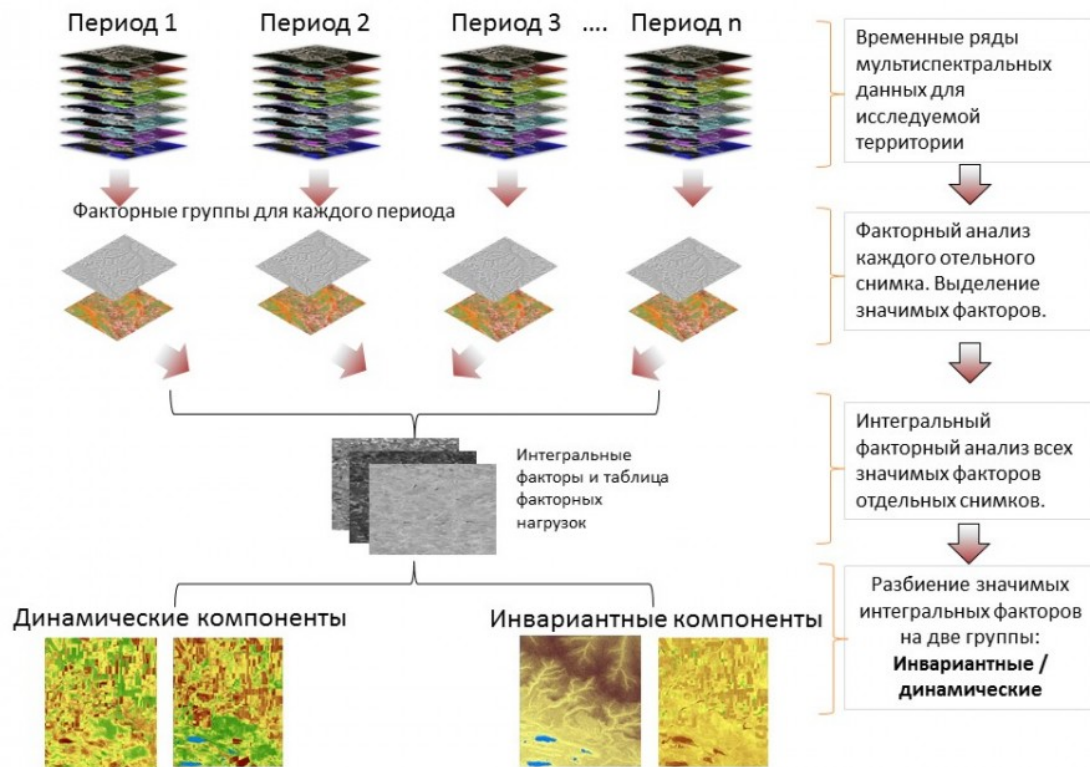 Период 1
Период 2
Период 3
....
Период n
Временные ряды
мультиспектральных
данных для
исследуемой
территории
Факторные группы для каждого периода
Факторный анализ
каждого отельного
снимка. Выделение
значимых факторов.
Интегральные
факторы и таблица
факторных
нагрузок
Интегральный
факторный анализ всех
значимых факторов
отдельных снимков.
Динамические компоненты
Инвариантные компоненты
Разбиение значимых
интегральных факторов
на две группы:
Инвариантные /
динамические